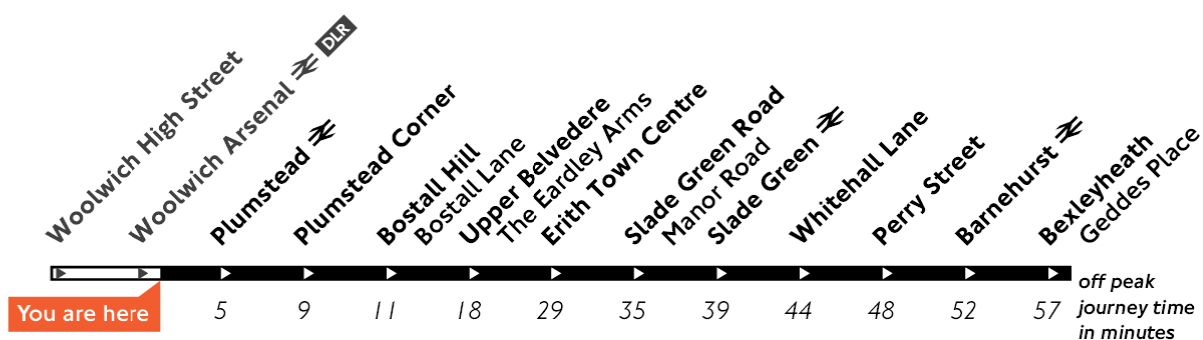 Woolwich High Street
Woolwich Arsenal DLR
Plumstead
Plumstead Corner
Bostall Hill
Bostall Lane
Upper Belvedere
The Eardley Arms
Erith Town Centre
Slade Green Road
Manor Road
Slade Green
Whitehall Lane
Perry Street
Barnehurst
Bexleyheath
Geddes Place
You are here
5 9 11 18 29 35 39 44 48 52 57
off peak
journey time
in minutes